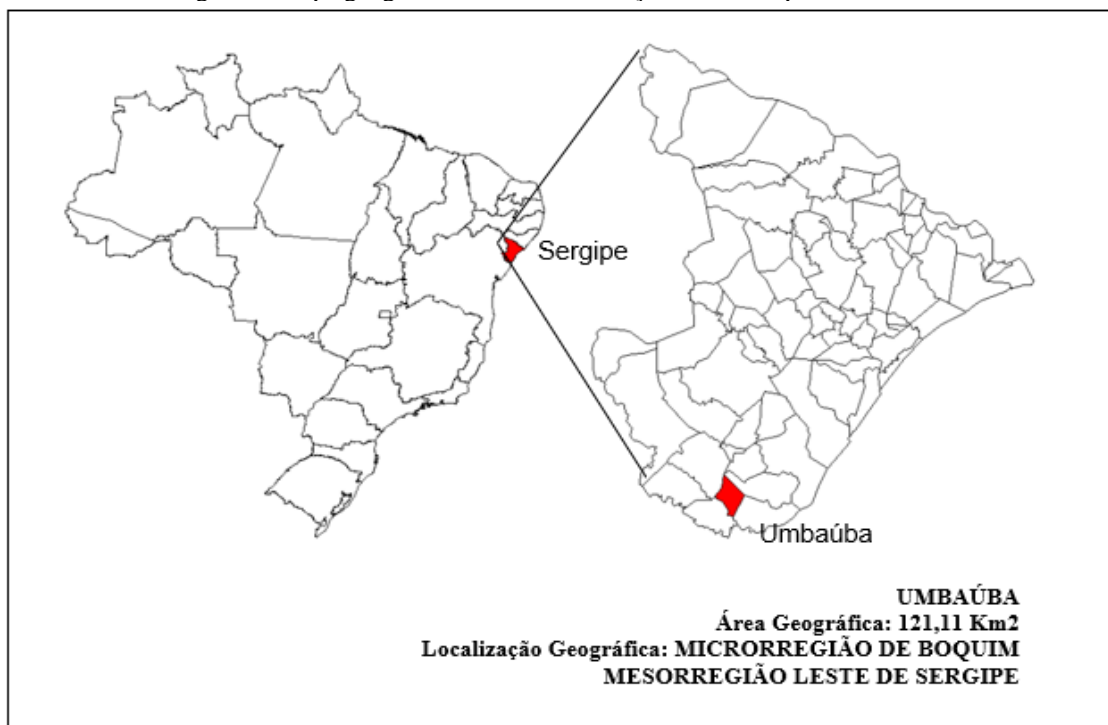 Sergipe
Umbaúba
UMBAÚBA
Área Geográfica: 121,11 Km2
Localização Geográfica: MICRORREGIÃO DE BOQUIM
MESORREGIÃO LESTE DE SERGIPE